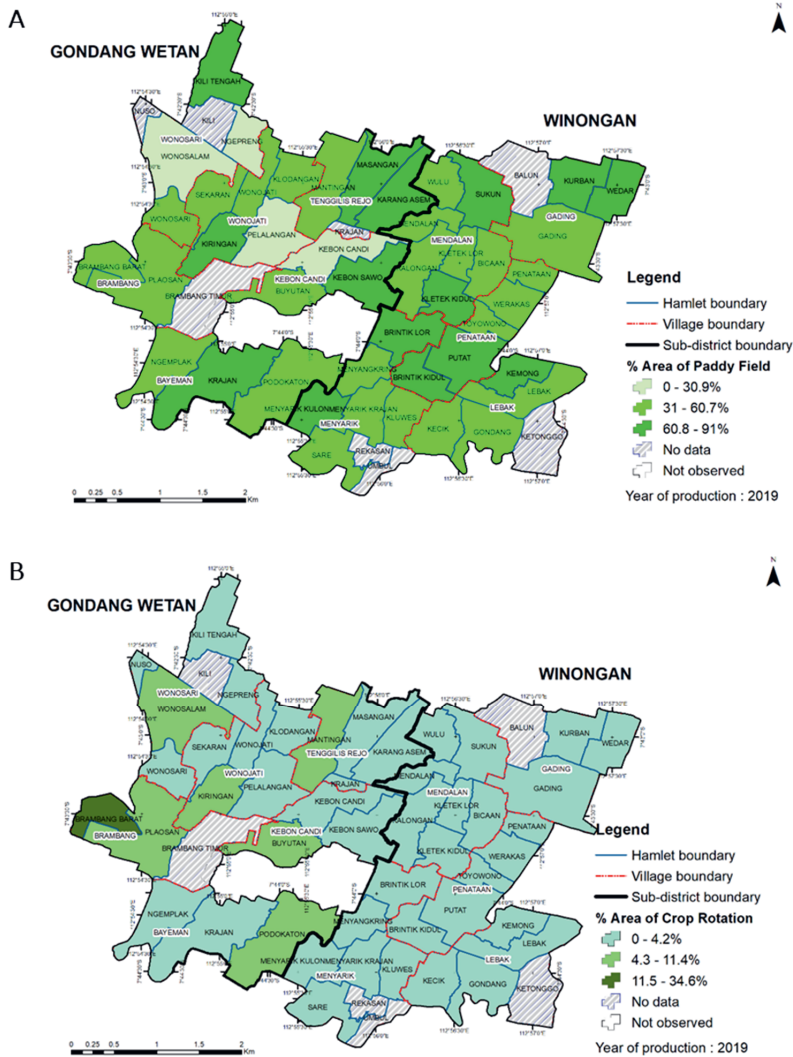 A
N
GONDANG WETAN
KILI TENGAH
WINONGAN
NUSO
KILI
NGEPRENG
WONOSARI
WONOSALAM
MASANGAN
KLODANGAN
MANTINGAN
TENGGILIS REJO
KARANG ASEM
WULU
SUKUN
BALUN
KURBAN
WEDAR
SEKARAN
WONOJATI
WONOSARI
WONOJATI
GADING
GADING
PELALANGAN
KRAJAN
MENDALAN
MENDALAN
KIRINGAN
KEBON CANDI
KLETEK LOR
BICAAN
BRAMBANG BARAT
BRAMBANG
PLAOSAN
KEBON CANDI
KEBON SAWO
PENATAAN
BRAMBANG TIMOR
BUYUTAN
KLETEK KIDUL
WERAKAS
BRINTIK LOR
PENATAAN
PUTAT
NGEMPLAK
BAYEMAN
KRAJAN
PODOKATON
MENYANGKRING
BRINTIK KIDUL
KEMONG
LEBAK
LEBAK
MENYARIK KULON
MENYARIK KRAJAN
MENYARIK
KLUWES
KECIK
GONDANG
KETONGGO
SARE
REKASAN
Legend
Hamlet boundary
Village boundary
Sub-district boundary
% Area of Paddy Field
0 - 30.9%
31 - 60.7%
60.8 - 91%
No data
Not observed
Year of production : 2019
0 0.25 0.5 1 1.5 2
Km
B
N
GONDANG WETAN
KILI TENGAH
WINONGAN
NUSO
KILI
NGEPRENG
WONOSARI
WONOSALAM
MASANGAN
KLODANGAN
MANTINGAN
TENGGILIS REJO
KARANG ASEM
WULU
SUKUN
BALUN
KURBAN
WEDAR
SEKARAN
WONOJATI
WONOSARI
WONOJATI
GADING
GADING
PELALANGAN
KRAJAN
MENDALAN
MENDALAN
KIRINGAN
KEBON CANDI
KLETEK LOR
BICAAN
BRAMBANG BARAT
BRAMBANG
PLAOSAN
KEBON CANDI
KEBON SAWO
PENATAAN
BRAMBANG TIMOR
BUYUTAN
KLETEK KIDUL
WERAKAS
BRINTIK LOR
PENATAAN
PUTAT
NGEMPLAK
BAYEMAN
KRAJAN
PODOKATON
MENYANGKRING
BRINTIK KIDUL
KEMONG
LEBAK
LEBAK
MENYARIK KULON
MENYARIK KRAJAN
MENYARIK
KLUWES
KECIK
GONDANG
KETONGGO
SARE
REKASAN
Legend
Hamlet boundary
Village boundary
Sub-district boundary
% Area of Crop Rotation
0 - 4.2%
4.3 - 11.4%
11.5 - 34.6%
No data
Not observed
Year of production : 2019
0 0.25 0.5 1 1.5 2
Km